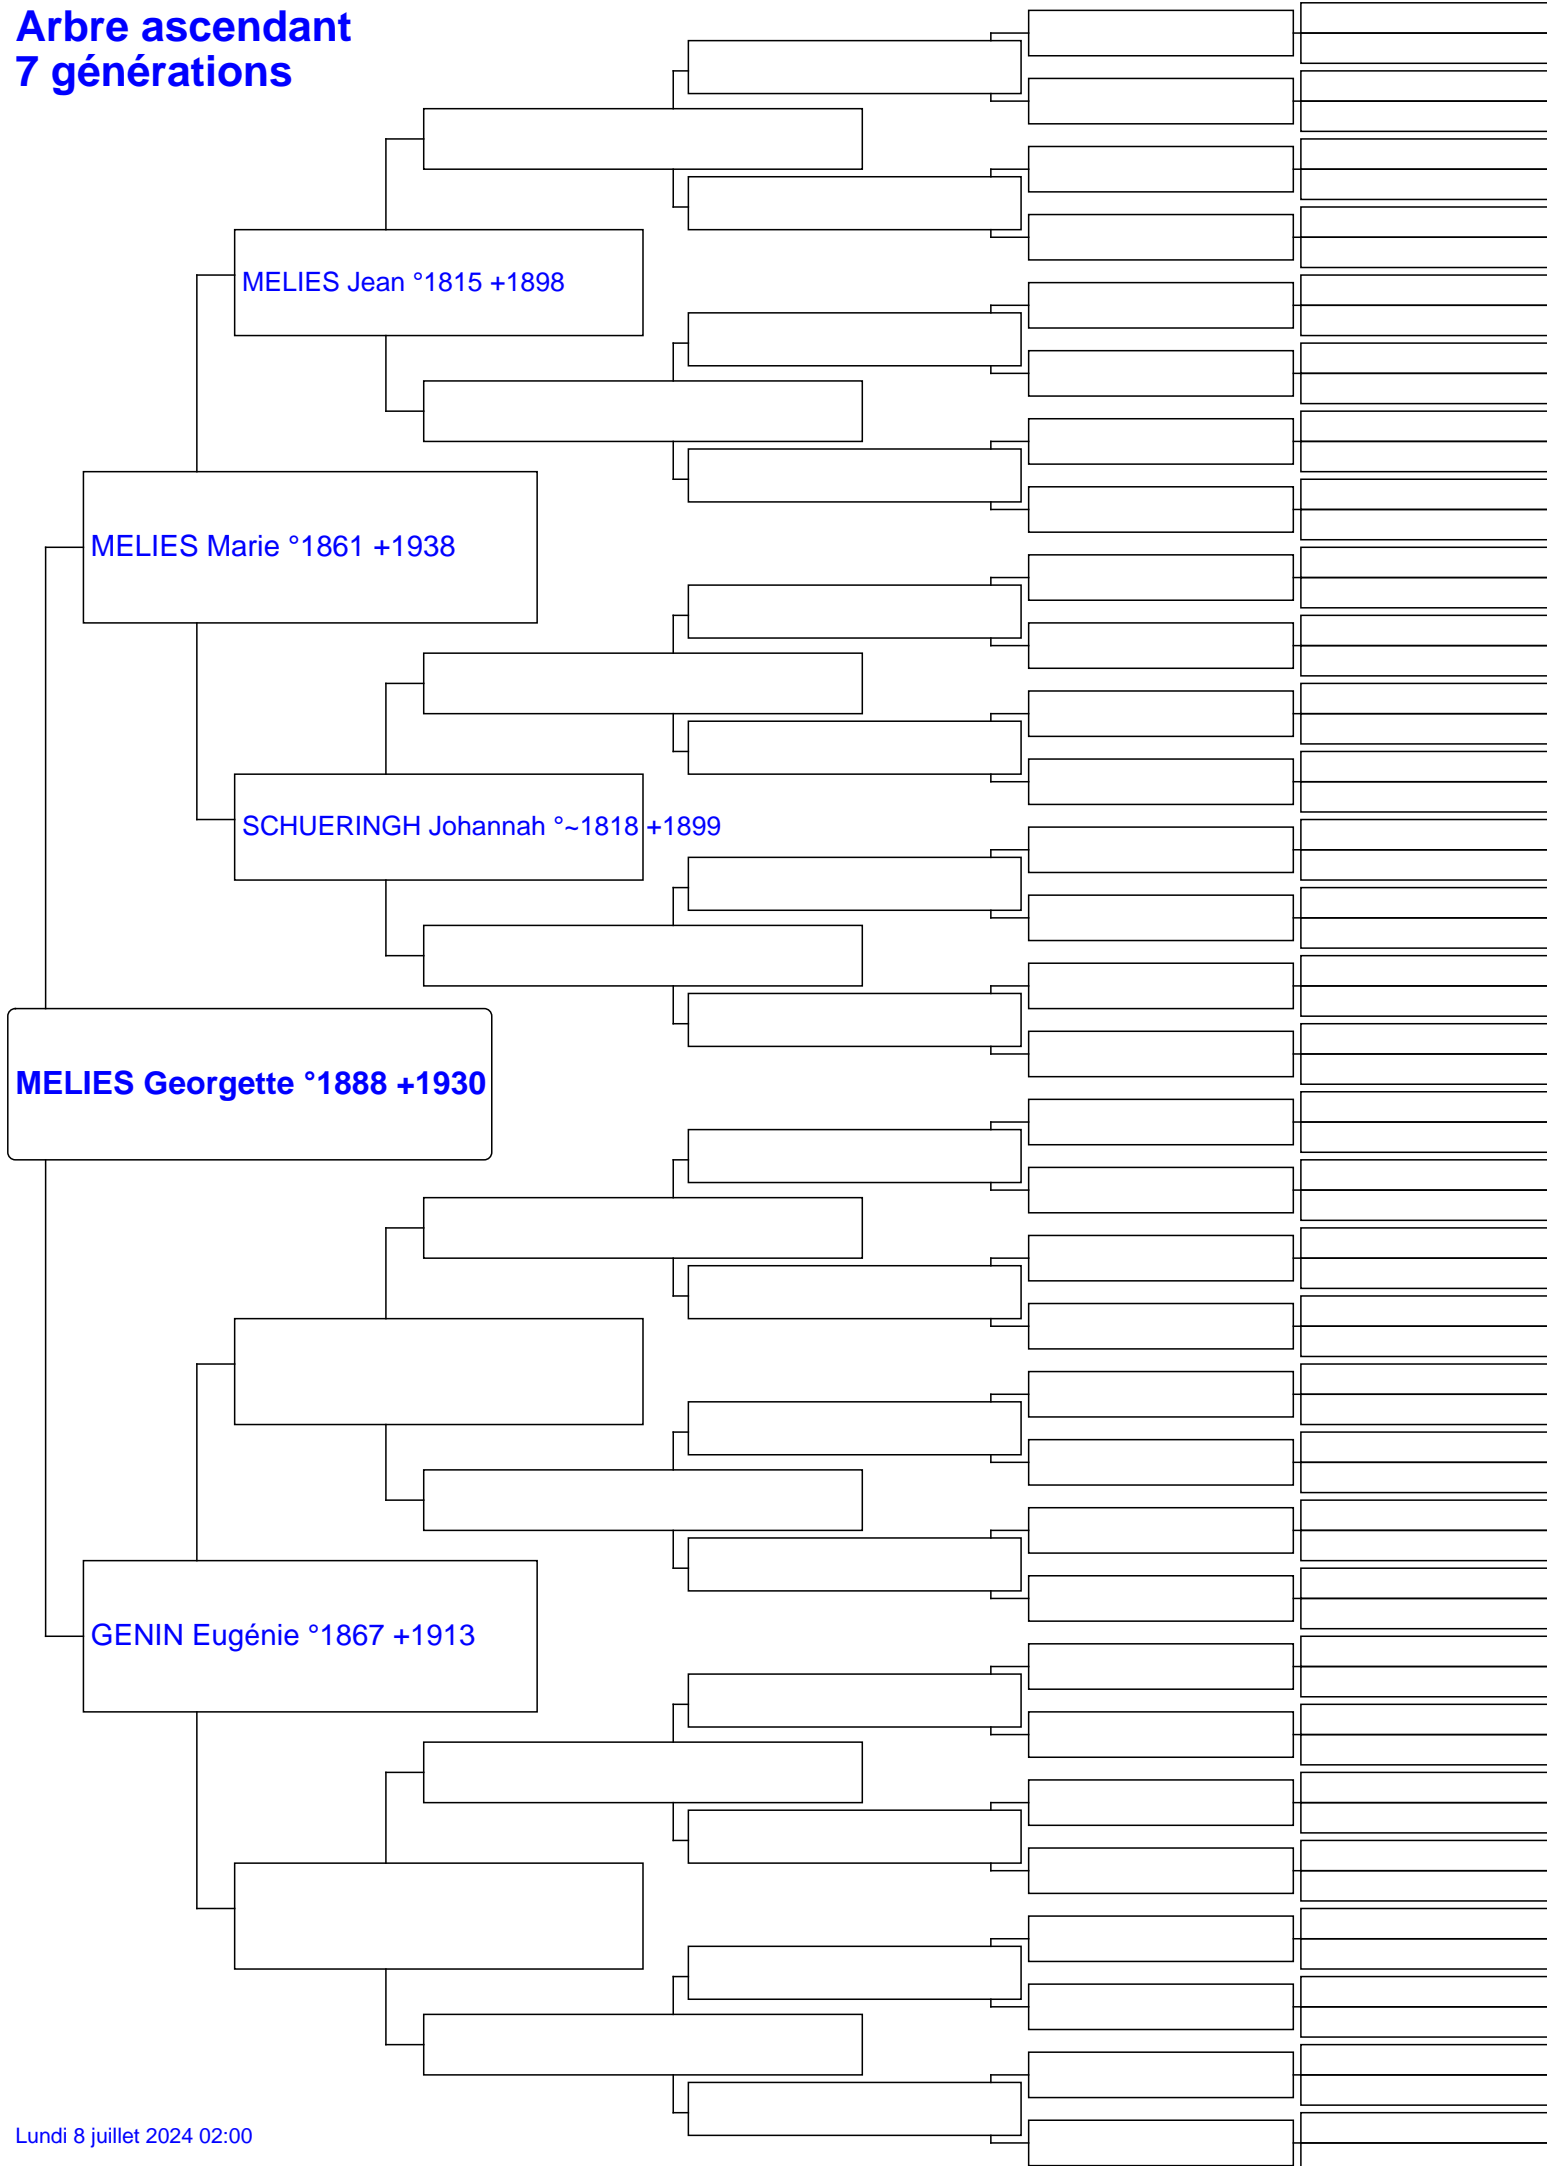 Arbre ascendant
7 générations
MELIES Jean °1815 +1898
MELIES Marie °1861 +1938
SCHUERINGH Johannah °~1818 +1899
MELIES Georgette °1888 +1930
GENIN Eugénie °1867 +1913
Lundi 8 juillet 2024 02:00